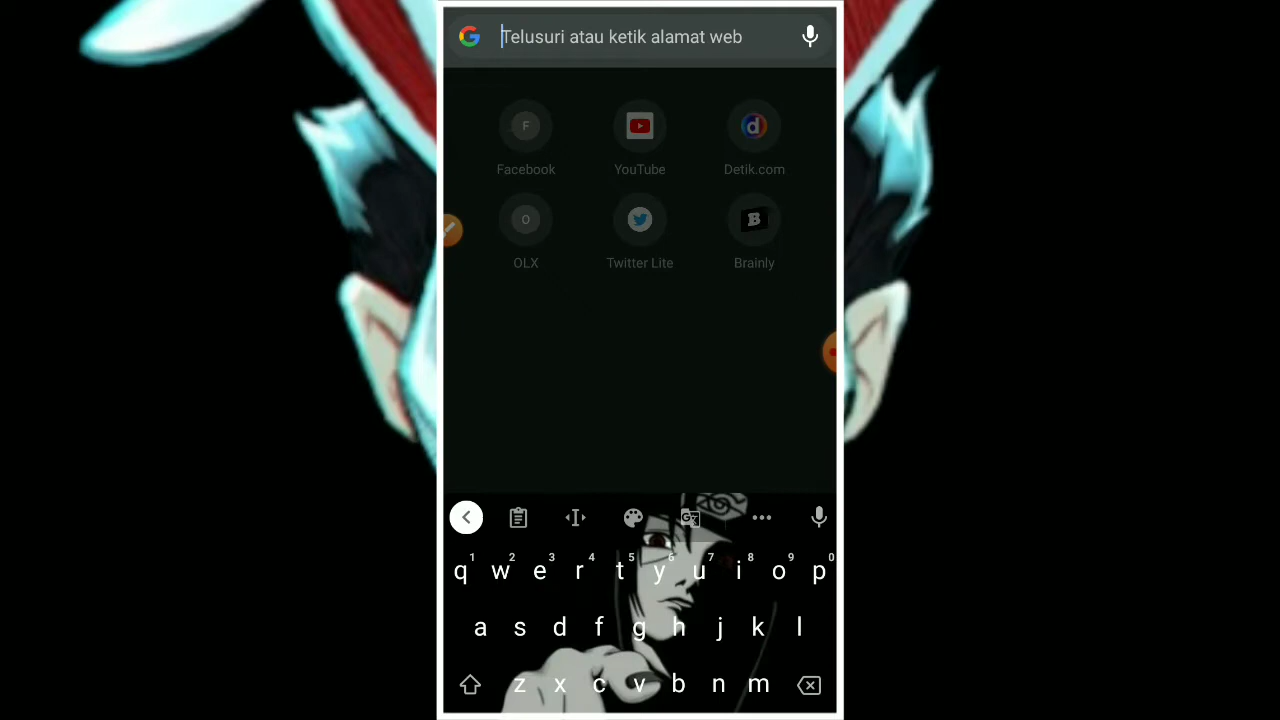 Telusuri atau ketik alamat web
F d
Facebook YouTube Detik.com
O B
OLX Twitter Lite Brainly
G
1 2 3 4 5 6 7 8 9 0
q w e r t y u i o p
a s d f g h j k l
z x c v b n m